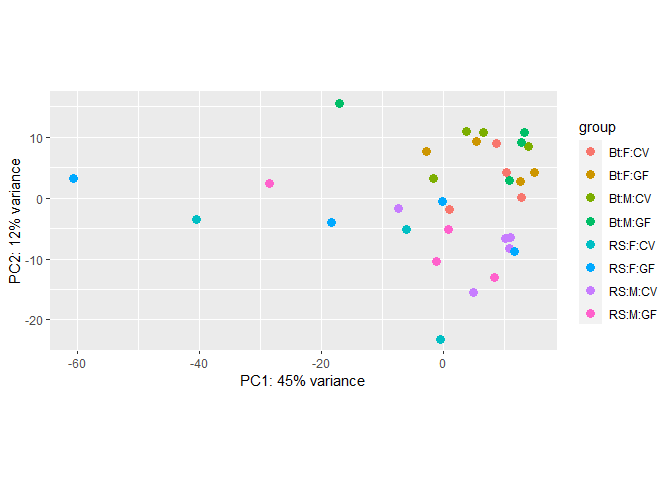 10
0
-10
-20
PC2: 12% variance
-60
-40
-20
0
PC1: 45% variance
group
Bt:F:CV
Bt:F:GF
Bt:M:CV
Bt:M:GF
RS:F:CV
RS:F:GF
RS:M:CV
RS:M:GF